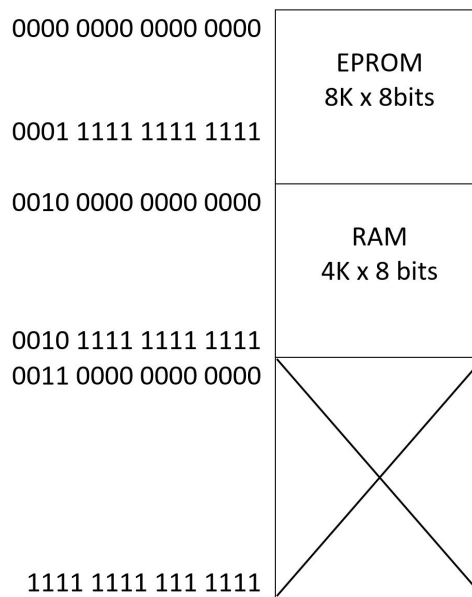 0000 0000 0000 0000
EPROM
8K x 8bits
0001 1111 1111 1111
0010 0000 0000 0000
RAM
4K x 8 bits
0010 1111 1111 1111
0011 0000 0000 0000
1111 1111 111 1111